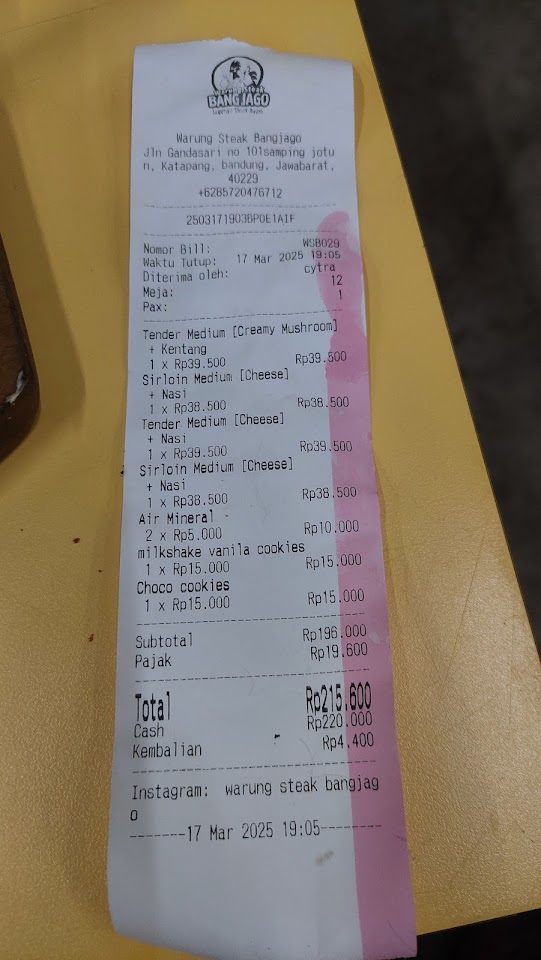 BANGJAGO
Warung Steak Bangjago
Jln Gandasari no 101samping jotu
n, Katapang, bandung, Jawabarat,
40229
+6285720476712
2503171903BPOE1AIF
Nomor Bill: WSB029
Waktu Tutup: 17 Mar 2025 19:05
Diterima oleh: cytra
Meja: 12
Pax: 1
Tender Medium [Creamy Mushroom]
+ Kentang
1 x Rp39.500 Rp39.500
Sirloin Medium [Cheese]
+ Nasi
1 x Rp38.500 Rp38.500
Tender Medium [Cheese]
+ Nasi
1 x Rp39.500 Rp39.500
Sirloin Medium [Cheese]
+ Nasi
1 x Rp38.500 Rp38.500
Air Mineral
2 x Rp5.000 Rp10.000
milkshake vanila cookies
1 x Rp15.000 Rp15.000
Choco cookies
1 x Rp15.000 Rp15.000
Subtotal Rp196.000
Pajak Rp19.600
Total Rp215.600
Cash Rp220.000
Kembalian Rp4.400
Instagram: warung steak bangjag
o
-------17 Mar 2025 19:05--------